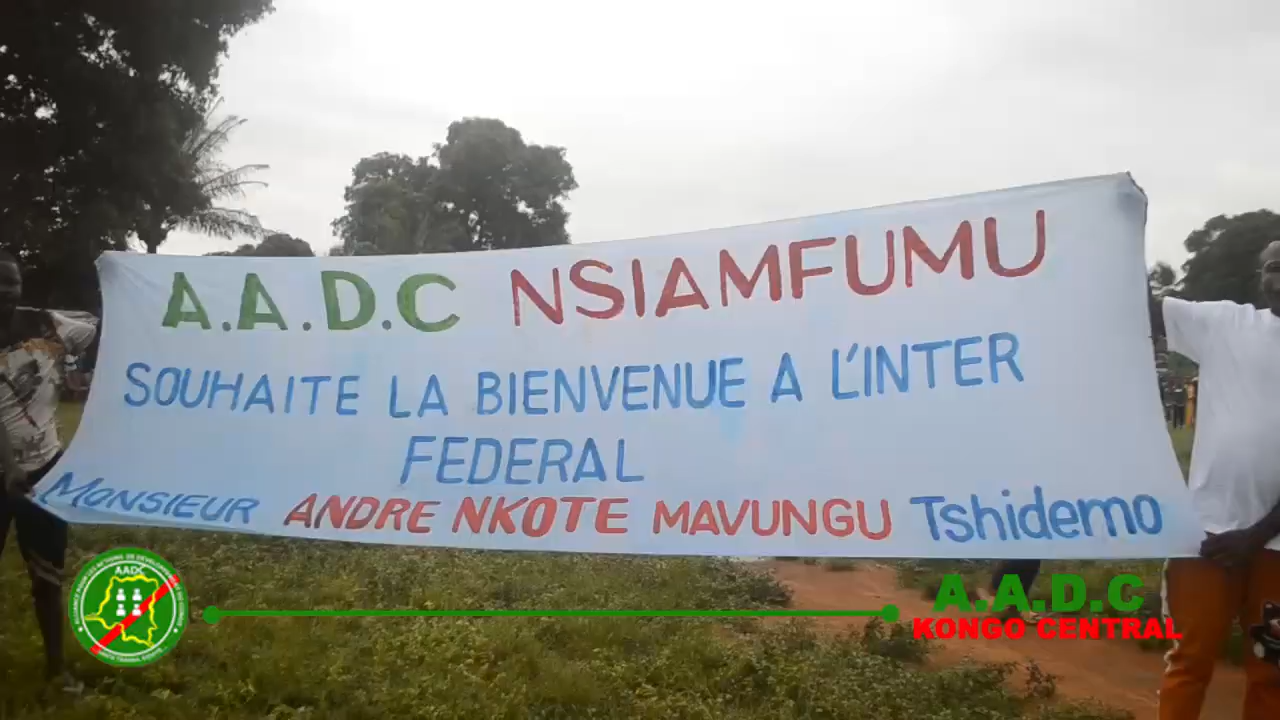 A.A.D.C NSIAMFUMU
SOUHAITE LA BIENVENUE A L'INTER
FEDERAL
MONSIEUR ANDRE NKOTE MAVUNGU Tshidemo
AADC
A.A.D.C
KONGO CENTRAL